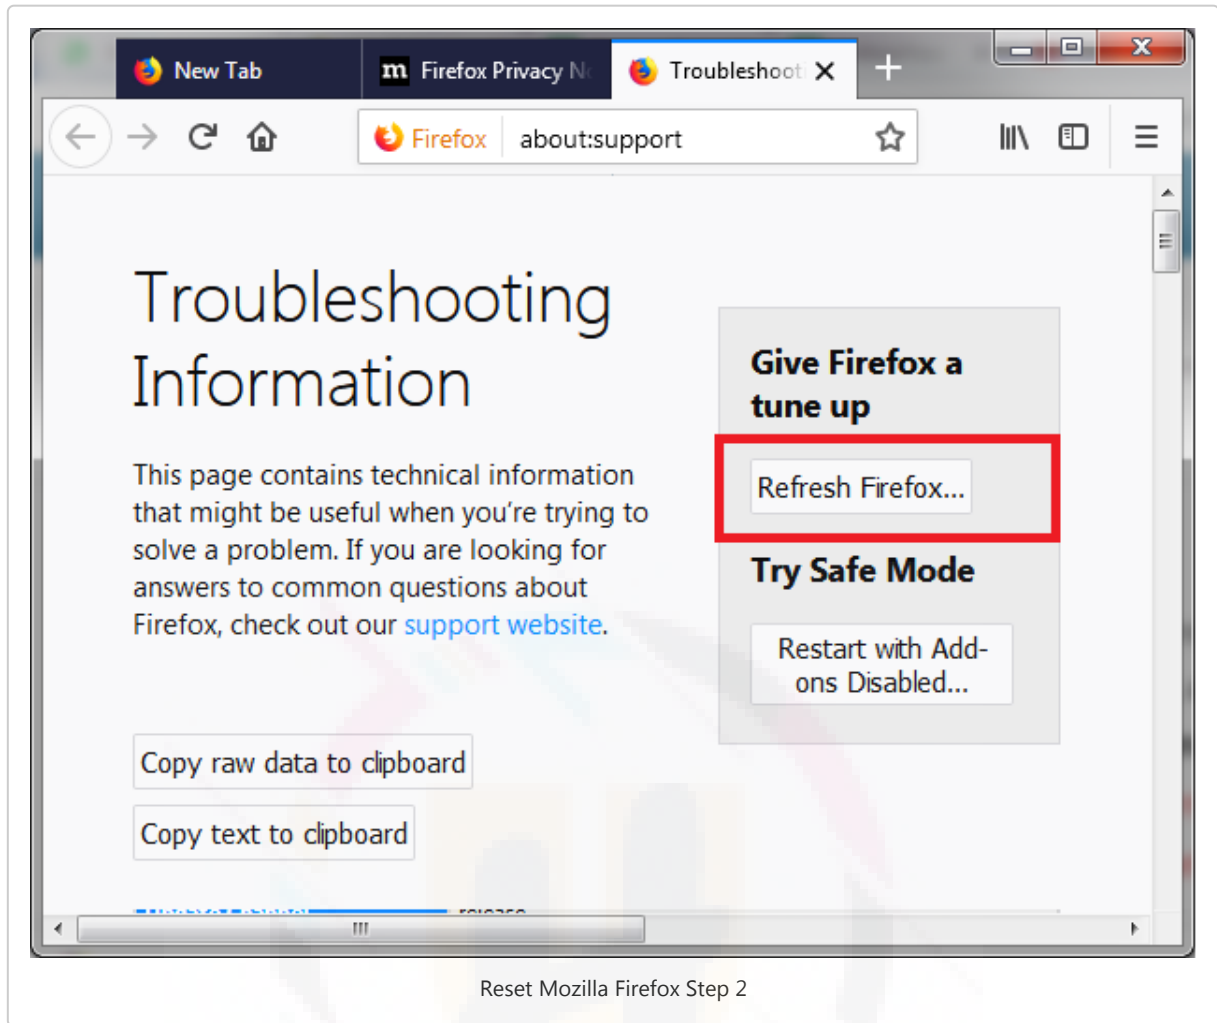 New Tab
m Firefox Privacy
Troubleshoot
Firefox about:support
Troubleshooting
Information
This page contains technical information
that might be useful when you're trying to
solve a problem. If you are looking for
answers to common questions about
Firefox, check out our support website.
Copy raw data to clipboard
Copy text to clipboard
Give Firefox a
tune up
Refresh Firefox...
Try Safe Mode
Restart with Add-
ons Disabled...
Reset Mozilla Firefox Step 2